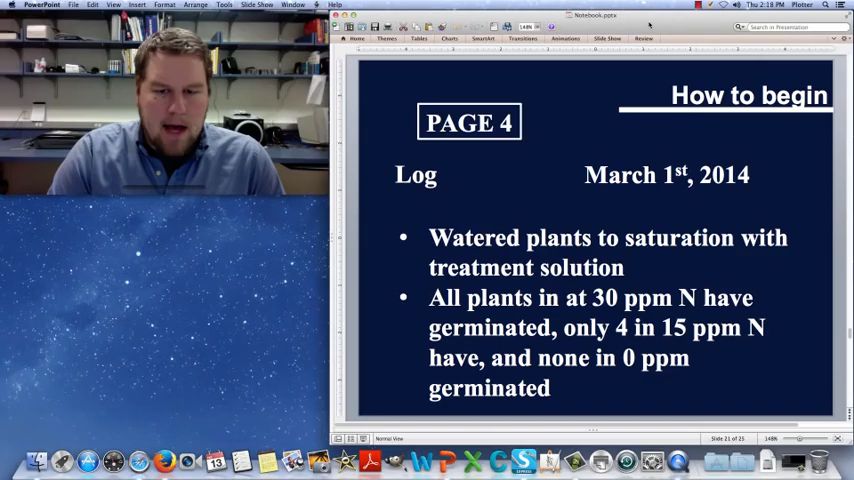 PowerPoint File Edit View Insert Format Arrange Tools Slide Show Window Help
Thu 2:18 PM Plotter
Notebook.pptx
148%
Search in Presentation
Home Themes Tables Charts SmartArt Transitions Animations Slide Show Review
How to begin
PAGE 4
Log March 1st, 2014
• Watered plants to saturation with
treatment solution
• All plants in at 30 ppm N have
germinated, only 4 in 15 ppm N
have, and none in 0 ppm
germinated
Normal View Slide 21 of 25 148%
13